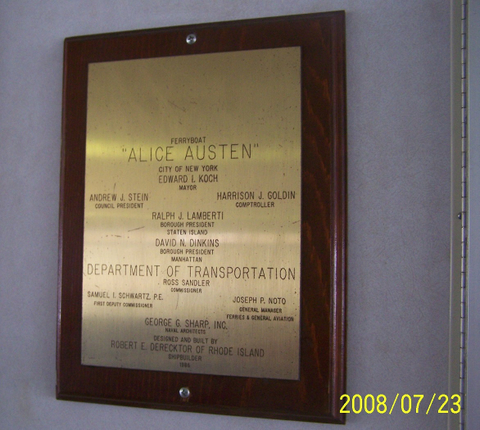 FERRYBOAT
"ALICE AUSTEN"
CITY OF NEW YORK
EDWARD I. KOCH
MAYOR
ANDREW J. STEIN HARRISON J. GOLDIN
COUNCIL PRESIDENT COMPTROLLER
RALPH J. LAMBERTI
BOROUGH PRESIDENT
STATEN ISLAND
DAVID N. DINKINS
BOROUGH PRESIDENT
MANHATTAN
DEPARTMENT OF TRANSPORTATION
ROSS SANDLER
COMMISSIONER
SAMUEL I. SCHWARTZ, P.E. JOSEPH P. NOTO
FIRST DEPUTY COMMISSIONER GENERAL MANAGER
FERRIES & GENERAL AVIATION
GEORGE G. SHARP, INC.
NAVAL ARCHITECTS
DESIGNED AND BUILT BY
ROBERT E. DERECKTOR OF RHODE ISLAND
SHIPBUILDER
2008/07/23